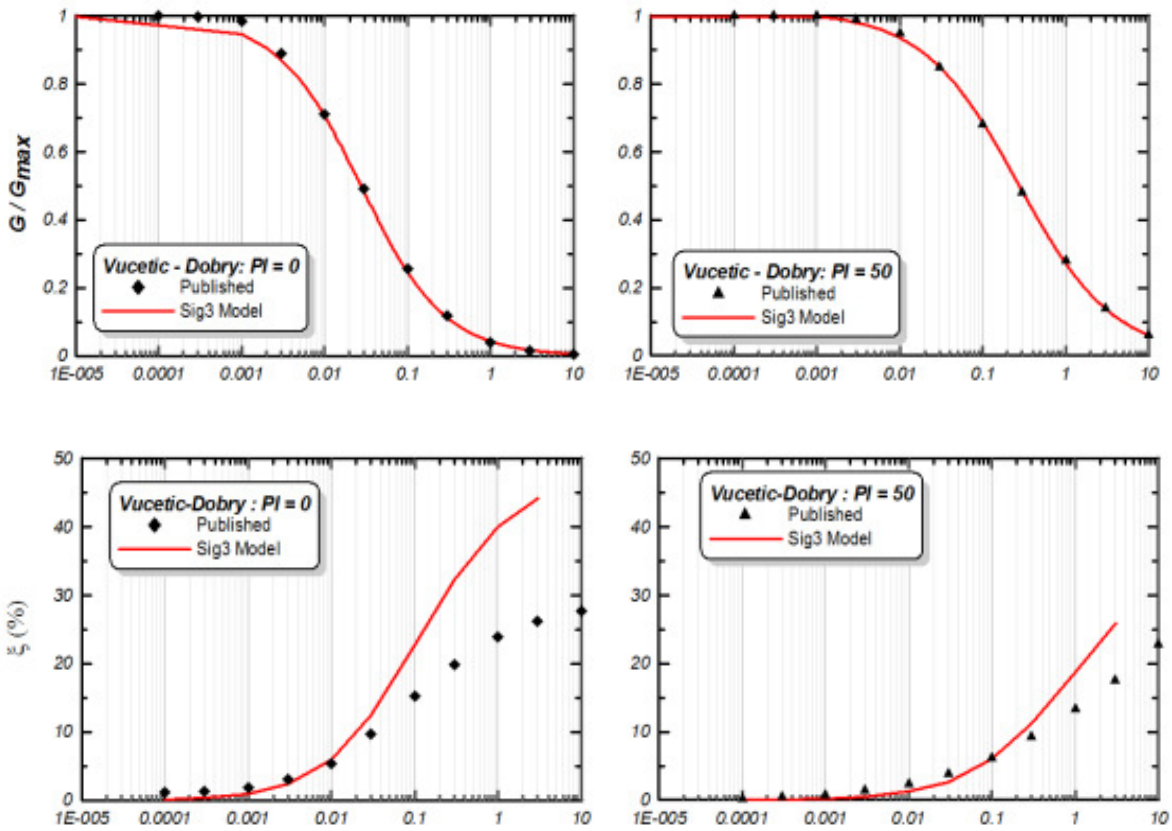 1
0.8
0.6
0.4
0.2
0
G / Gmax
Vucetic - Dobry: PI = 0
Published
Sig3 Model
1E-005 0.0001 0.001 0.01 0.1 1 10
1
0.8
0.6
0.4
0.2
0
Vucetic - Dobry: PI = 50
Published
Sig3 Model
1E-005 0.0001 0.001 0.01 0.1 1 10
50
40
30
20
10
0
ξ (%)
Vucetic-Dobry : PI = 0
Published
Sig3 Model
1E-005 0.0001 0.001 0.01 0.1 1 10
50
40
30
20
10
0
Vucetic-Dobry : PI = 50
Published
Sig3 Model
1E-005 0.0001 0.001 0.01 0.1 1 10